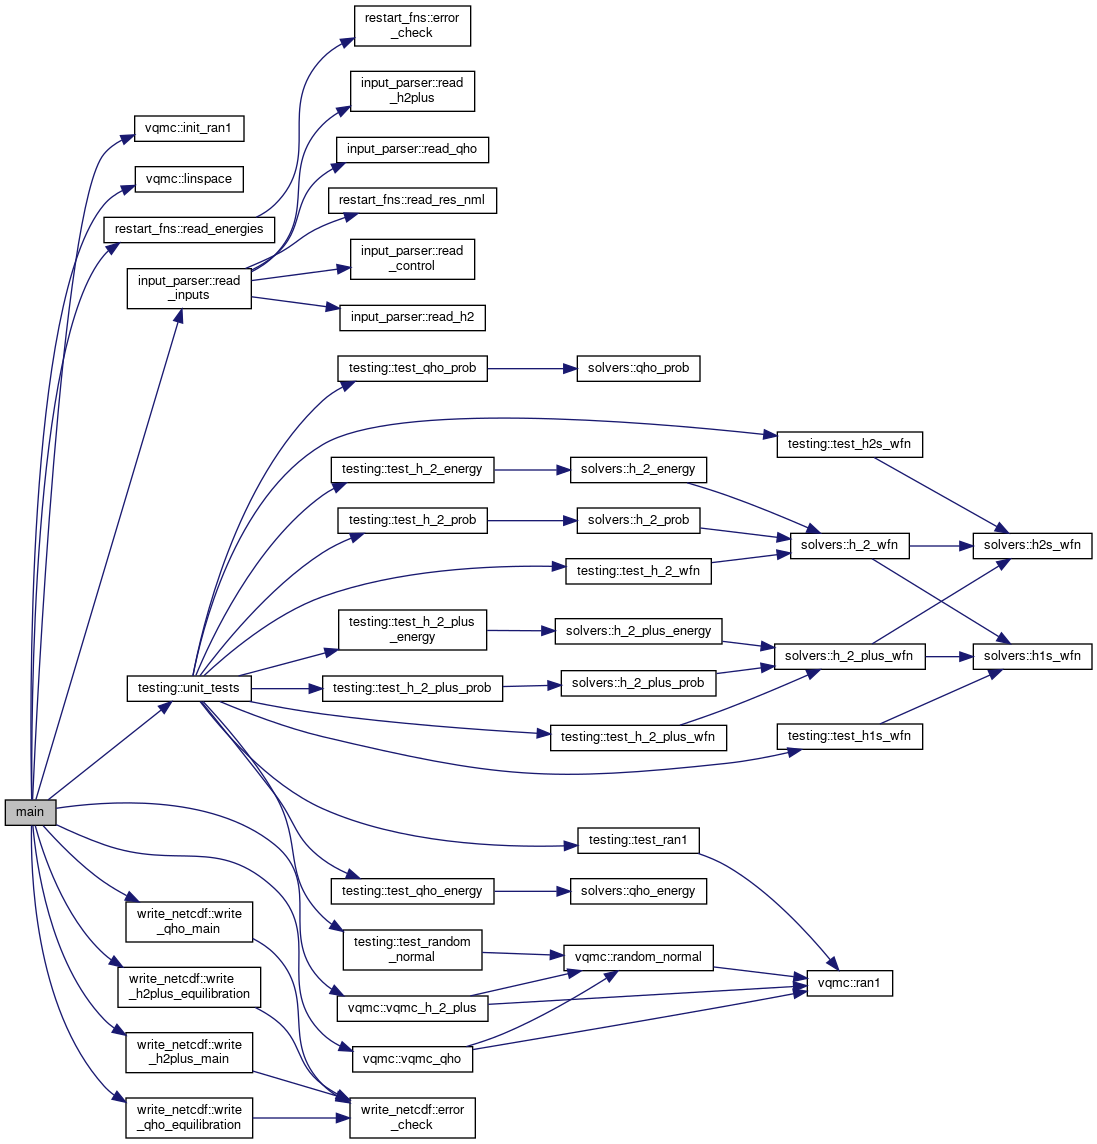 restart_fns::error
_check
input_parser::read
_h2plus
vqmc::init_ran1
input_parser::read_qho
vqmc::linspace
restart_fns::read_res_nml
restart_fns::read_energies
input_parser::read
_control
input_parser::read
_inputs
input_parser::read_h2
testing::test_qho_prob
solvers::qho_prob
testing::test_h2s_wfn
testing::test_h_2_energy
solvers::h_2_energy
testing::test_h_2_prob
solvers::h_2_prob
solvers::h_2_wfn
solvers::h2s_wfn
testing::test_h_2_wfn
testing::test_h_2_plus
_energy
solvers::h_2_plus_energy
solvers::h_2_plus_wfn
solvers::h1s_wfn
testing::unit_tests
testing::test_h_2_plus_prob
solvers::h_2_plus_prob
testing::test_h_2_plus_wfn
testing::test_h1s_wfn
main
testing::test_ran1
testing::test_qho_energy
solvers::qho_energy
write_netcdf::write
_qho_main
testing::test_random
_normal
vqmc::random_normal
write_netcdf::write
_h2plus_equilibration
vqmc::ran1
vqmc::vqmc_h_2_plus
write_netcdf::write
_h2plus_main
vqmc::vqmc_qho
write_netcdf::write
_qho_equilibration
write_netcdf::error
_check